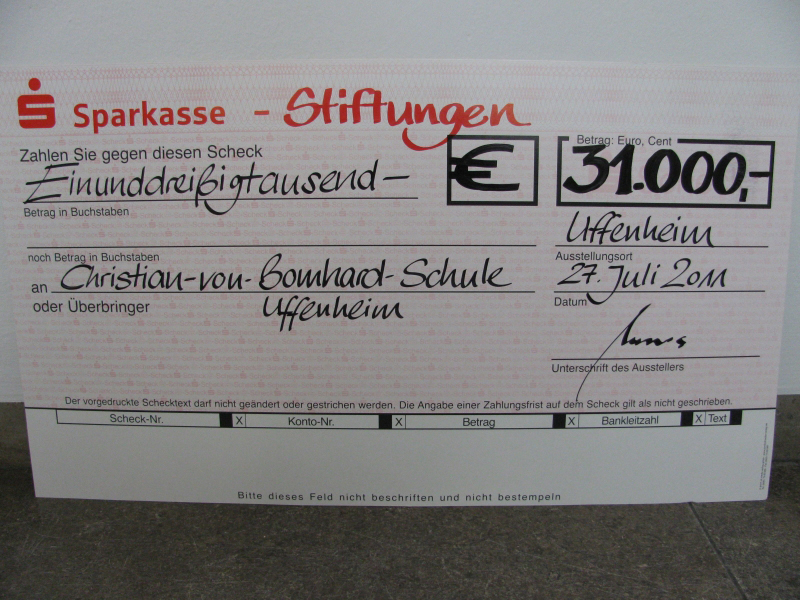 Sparkasse - Stiftungen
Zahlen Sie gegen diesen Scheck
Einunddreißigtausend-
Betrag in Buchstaben
€
Betrag: Euro, Cent
31.000,-
noch Betrag in Buchstaben
Uffenheim
Ausstellungsort
an Christian-von-Bomhard-Schule
oder Überbringer Uffenheim
27. Juli 2011
Datum
Unterschrift des Ausstellers
Der vorgedruckte Schecktext darf nicht geändert oder gestrichen werden. Die Angabe einer Zahlungsfrist auf dem Scheck gilt als nicht geschrieben.
Scheck-Nr. X Konto-Nr. X Betrag X Bankleitzahl X Text
Bitte dieses Feld nicht beschriften und nicht bestempeln